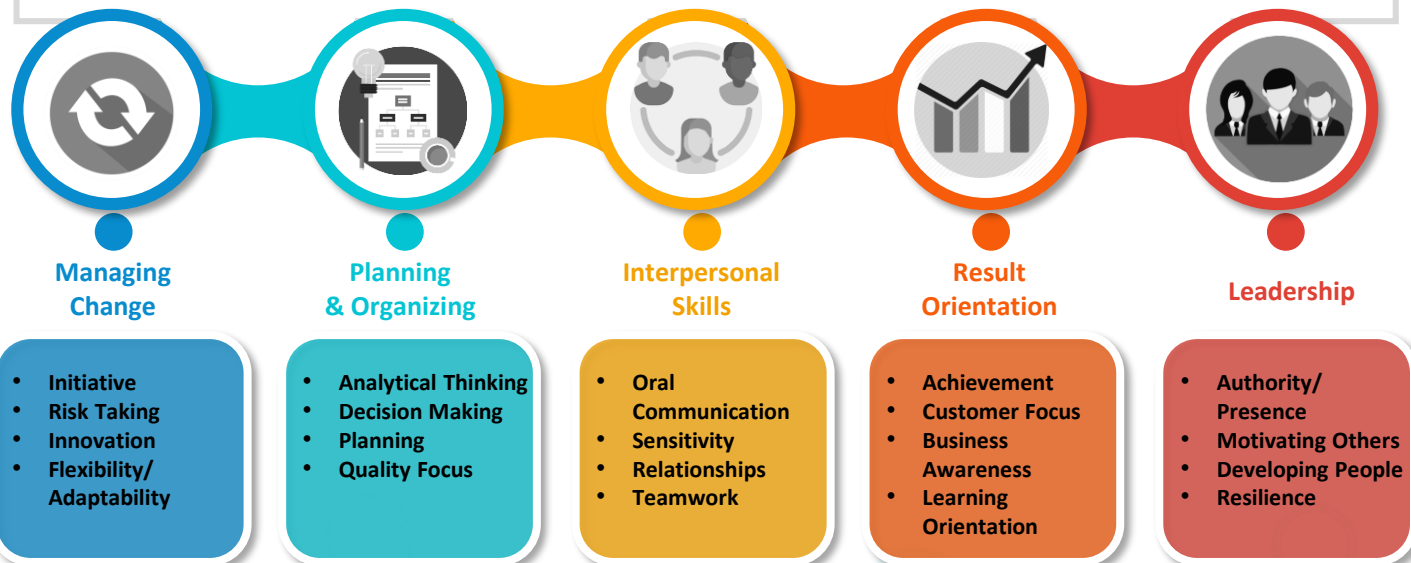 Managing
Change
Planning
& Organizing
Interpersonal
Skills
Result
Orientation
Leadership
• Initiative
• Risk Taking
• Innovation
• Flexibility/
Adaptability
• Analytical Thinking
• Decision Making
• Planning
• Quality Focus
• Oral
Communication
• Sensitivity
• Relationships
• Teamwork
• Achievement
• Customer Focus
• Business
Awareness
• Learning
Orientation
• Authority/
Presence
• Motivating Others
• Developing People
• Resilience